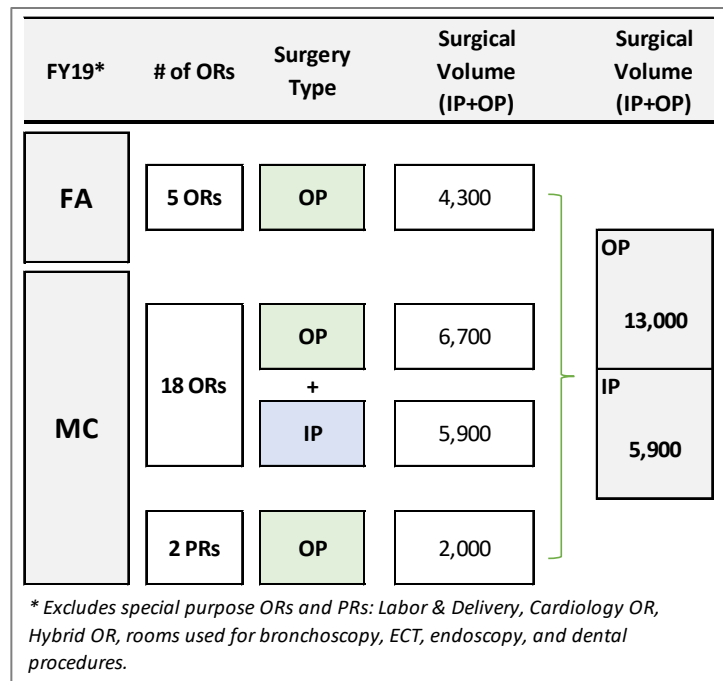 FY19* # of ORs Surgery Type Surgical Volume (IP+OP) Surgical Volume (IP+OP)
FA 5 ORs OP 4,300
OP
13,000
MC 18 ORs OP 6,700
+
IP 5,900
IP
5,900
2 PRs OP 2,000
* Excludes special purpose ORs and PRs: Labor & Delivery, Cardiology OR,
Hybrid OR, rooms used for bronchoscopy, ECT, endoscopy, and dental
procedures.